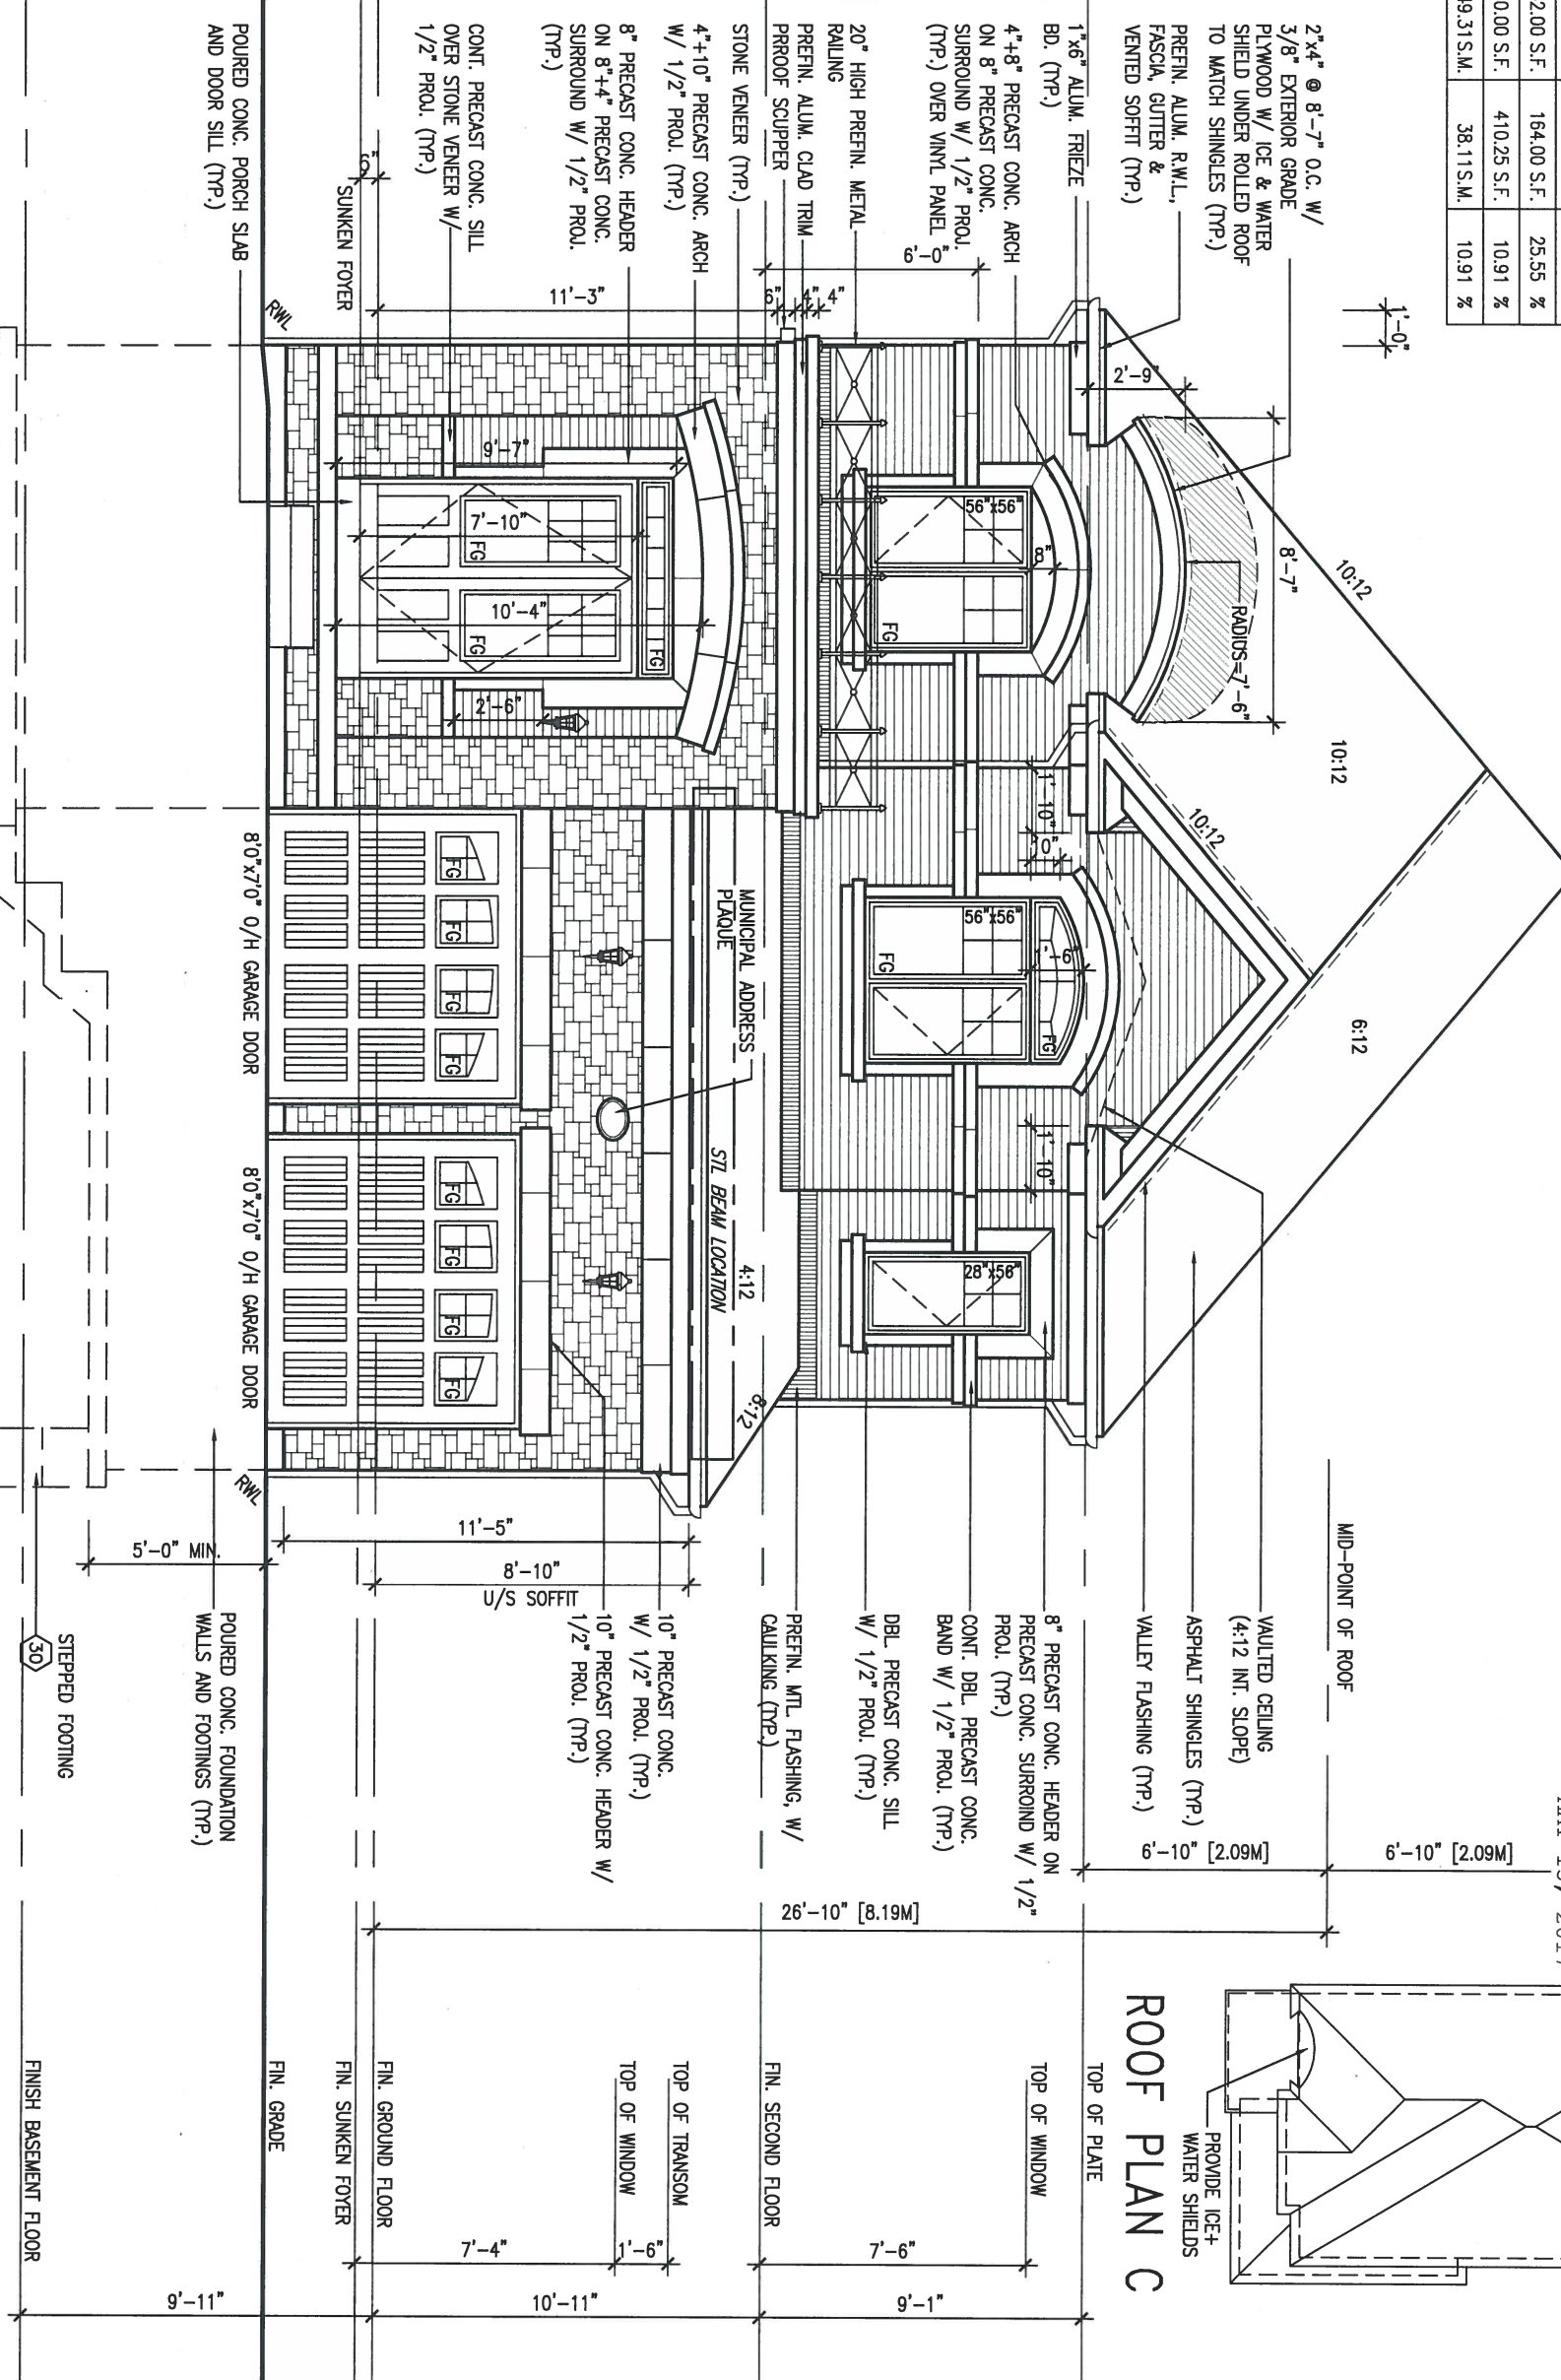 2.00 S.F. 164.00 S.F. 25.55 %
0.00 S.F. 410.25 S.F. 10.91 %
49.31 S.M. 38.11 S.M. 10.91 %
1'-0"
2"x4" @ 8'-7" O.C. W/
3/8" EXTERIOR GRADE
PLYWOOD W/ ICE & WATER
SHIELD UNDER ROLLED ROOF
TO MATCH SHINGLES (TYP.)
PREFIN. ALUM. R.W.L.,
FASCIA, GUTTER &
VENTED SOFFIT (TYP.)
1"x6" ALUM. FRIEZE
BD. (TYP.)
4"+8" PRECAST CONC. ARCH
ON 8" PRECAST CONC.
SURROUND W/ 1/2" PROJ.
(TYP.) OVER VINYL PANEL
20" HIGH PREFIN. METAL
RAILING
PREFIN. ALUM. CLAD TRIM
PRROOF SCUPPER
STONE VENEER (TYP.)
4"+10" PRECAST CONC. ARCH
W/ 1/2" PROJ. (TYP.)
8" PRECAST CONC. HEADER
ON 8"+4" PRECAST CONC.
SURROUND W/ 1/2" PROJ.
(TYP.)
CONT. PRECAST CONC. SILL
OVER STONE VENEER W/
1/2" PROJ. (TYP.)
6"
SUNKEN FOYER
POURED CONC. PORCH SLAB
AND DOOR SILL (TYP.)
6'-0"
11'-3"
6"
4"
4"
RWL
2'-9"
8'-7"
RADIUS=7'-6"
10:12
10:12
10:12
6:12
56"x56"
8"
FG
9'-7"
7'-10"
10'-4"
FG
FG
FG
2'-6"
1'-10"
0"
56"x56"
1'-6"
FG
FG
1'-10"
28"x56"
MUNICIPAL ADDRESS
PLAQUE
STL BEAM LOCATION
4:12
8:12
FG
FG
FG
FG
FG
FG
FG
FG
8'0"x7'0" O/H GARAGE DOOR
8'0"x7'0" O/H GARAGE DOOR
RWL
11'-5"
8'-10"
U/S SOFFIT
5'-0" MIN.
MID-POINT OF ROOF
VAULTED CEILING
(4:12 INT. SLOPE)
ASPHALT SHINGLES (TYP.)
VALLEY FLASHING (TYP.)
8" PRECAST CONC. HEADER ON
PRECAST CONC. SURROIND W/ 1/2"
PROJ. (TYP.)
CONT. DBL. PRECAST CONC.
BAND W/ 1/2" PROJ. (TYP.)
DBL. PRECAST CONC. SILL
W/ 1/2" PROJ. (TYP.)
PREFIN. MTL. FLASHING, W/
CAULKING (TYP.)
10" PRECAST CONC.
W/ 1/2" PROJ. (TYP.)
10" PRECAST CONC. HEADER W/
1/2" PROJ. (TYP.)
POURED CONC. FOUNDATION
WALLS AND FOOTINGS (TYP.)
STEPPED FOOTING
30
6'-10" [2.09M]
6'-10" [2.09M]
26'-10" [8.19M]
PROVIDE ICE+
WATER SHIELDS
ROOF PLAN C
TOP OF PLATE
TOP OF WINDOW
FIN. SECOND FLOOR
TOP OF TRANSOM
TOP OF WINDOW
FIN. GROUND FLOOR
FIN. SUNKEN FOYER
FIN. GRADE
FINISH BASEMENT FLOOR
7'-6"
1'-6"
7'-4"
9'-1"
10'-11"
9'-11"